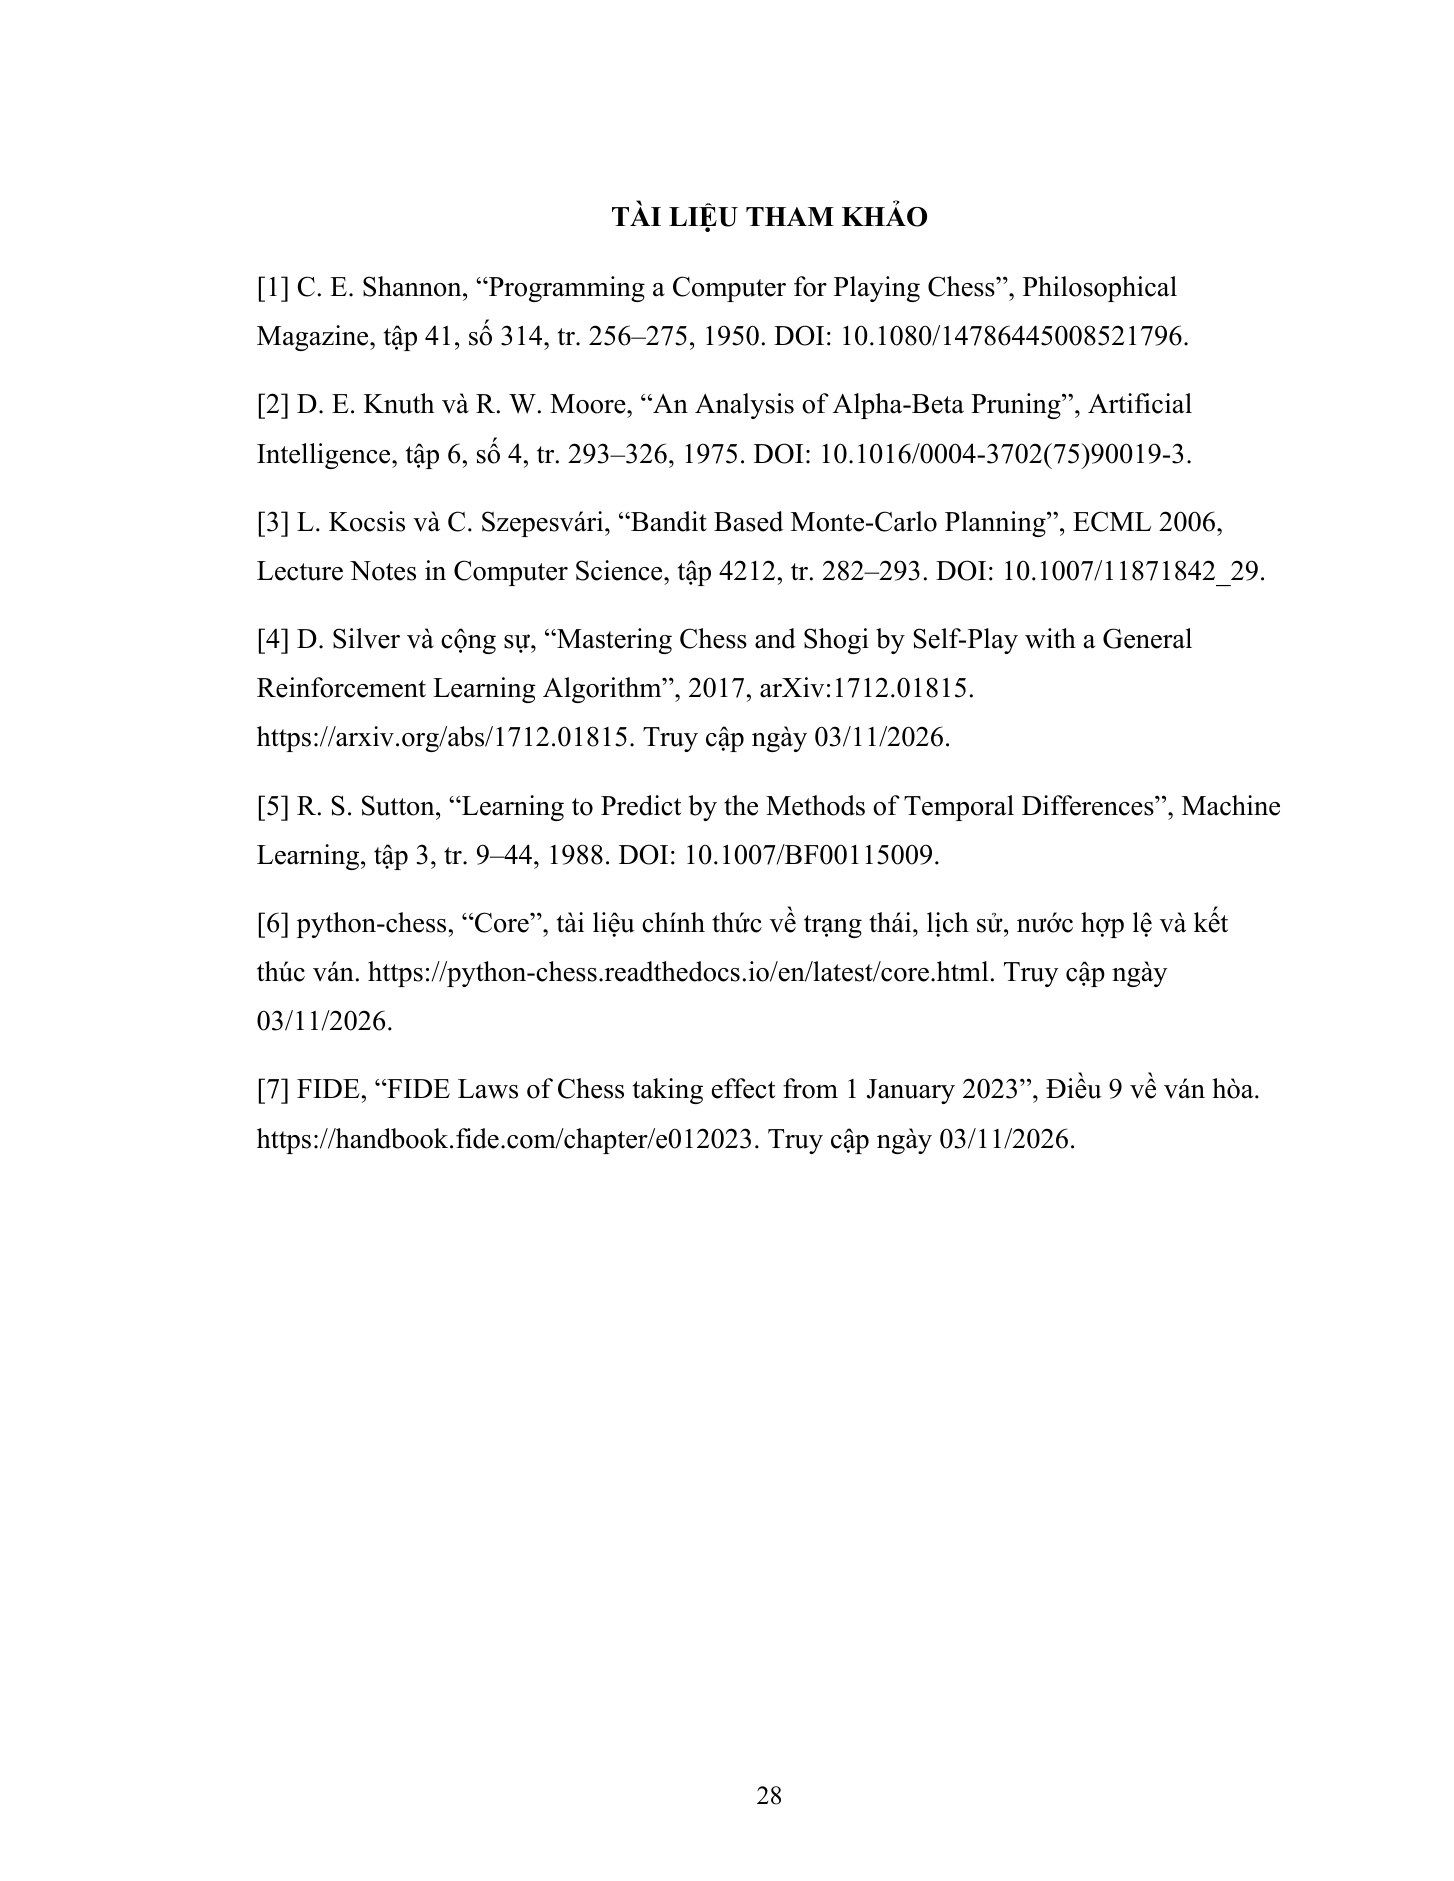 TÀI LIỆU THAM KHẢO
[1] C. E. Shannon, “Programming a Computer for Playing Chess”, Philosophical
Magazine, tập 41, số 314, tr. 256–275, 1950. DOI: 10.1080/14786445008521796.
[2] D. E. Knuth và R. W. Moore, “An Analysis of Alpha-Beta Pruning”, Artificial
Intelligence, tập 6, số 4, tr. 293–326, 1975. DOI: 10.1016/0004-3702(75)90019-3.
[3] L. Kocsis và C. Szepesvári, “Bandit Based Monte-Carlo Planning”, ECML 2006,
Lecture Notes in Computer Science, tập 4212, tr. 282–293. DOI: 10.1007/11871842_29.
[4] D. Silver và cộng sự, “Mastering Chess and Shogi by Self-Play with a General
Reinforcement Learning Algorithm”, 2017, arXiv:1712.01815.
https://arxiv.org/abs/1712.01815. Truy cập ngày 03/11/2026.
[5] R. S. Sutton, “Learning to Predict by the Methods of Temporal Differences”, Machine
Learning, tập 3, tr. 9–44, 1988. DOI: 10.1007/BF00115009.
[6] python-chess, “Core”, tài liệu chính thức về trạng thái, lịch sử, nước hợp lệ và kết
thúc ván. https://python-chess.readthedocs.io/en/latest/core.html. Truy cập ngày
03/11/2026.
[7] FIDE, “FIDE Laws of Chess taking effect from 1 January 2023”, Điều 9 về ván hòa.
https://handbook.fide.com/chapter/e012023. Truy cập ngày 03/11/2026.
28